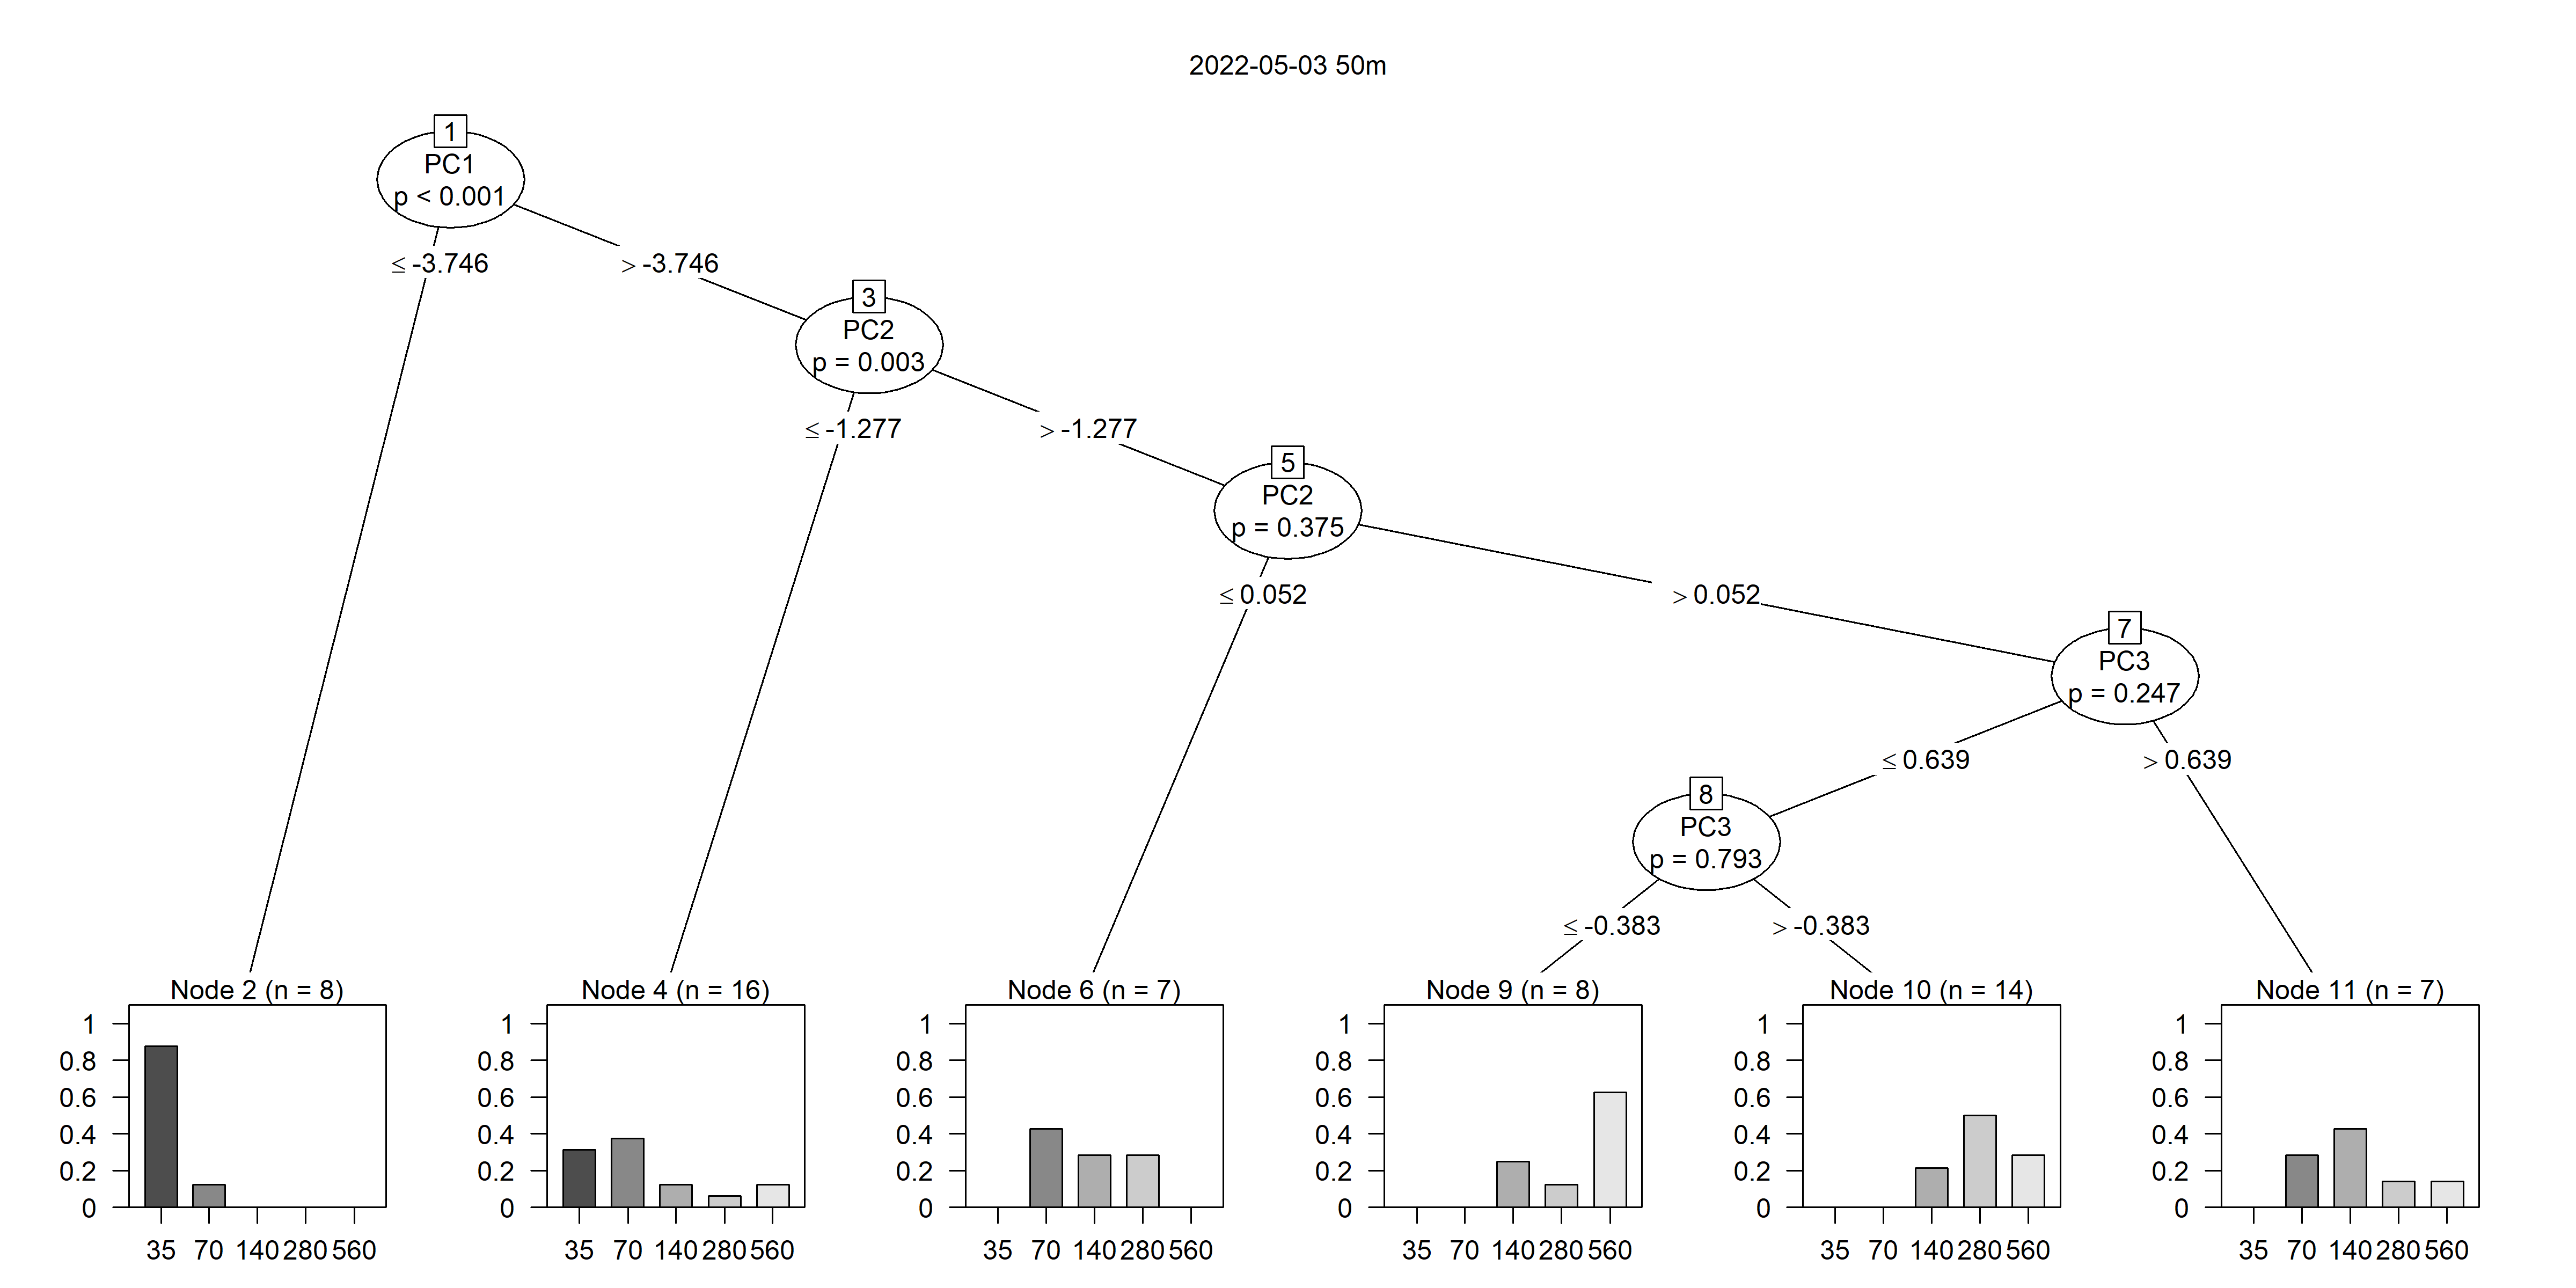 2022-05-03 50m
1
PC1
p < 0.001
≤ -3.746
> -3.746
3
PC2
p = 0.003
≤ -1.277
> -1.277
5
PC2
p = 0.375
≤ 0.052
> 0.052
7
PC3
p = 0.247
≤ 0.639
> 0.639
8
PC3
p = 0.793
≤ -0.383
> -0.383
Node 2 (n = 8)
1
0.8
0.6
0.4
0.2
0
35 70 140 280 560
Node 4 (n = 16)
1
0.8
0.6
0.4
0.2
0
35 70 140 280 560
Node 6 (n = 7)
1
0.8
0.6
0.4
0.2
0
35 70 140 280 560
Node 9 (n = 8)
1
0.8
0.6
0.4
0.2
0
35 70 140 280 560
Node 10 (n = 14)
1
0.8
0.6
0.4
0.2
0
35 70 140 280 560
Node 11 (n = 7)
1
0.8
0.6
0.4
0.2
0
35 70 140 280 560